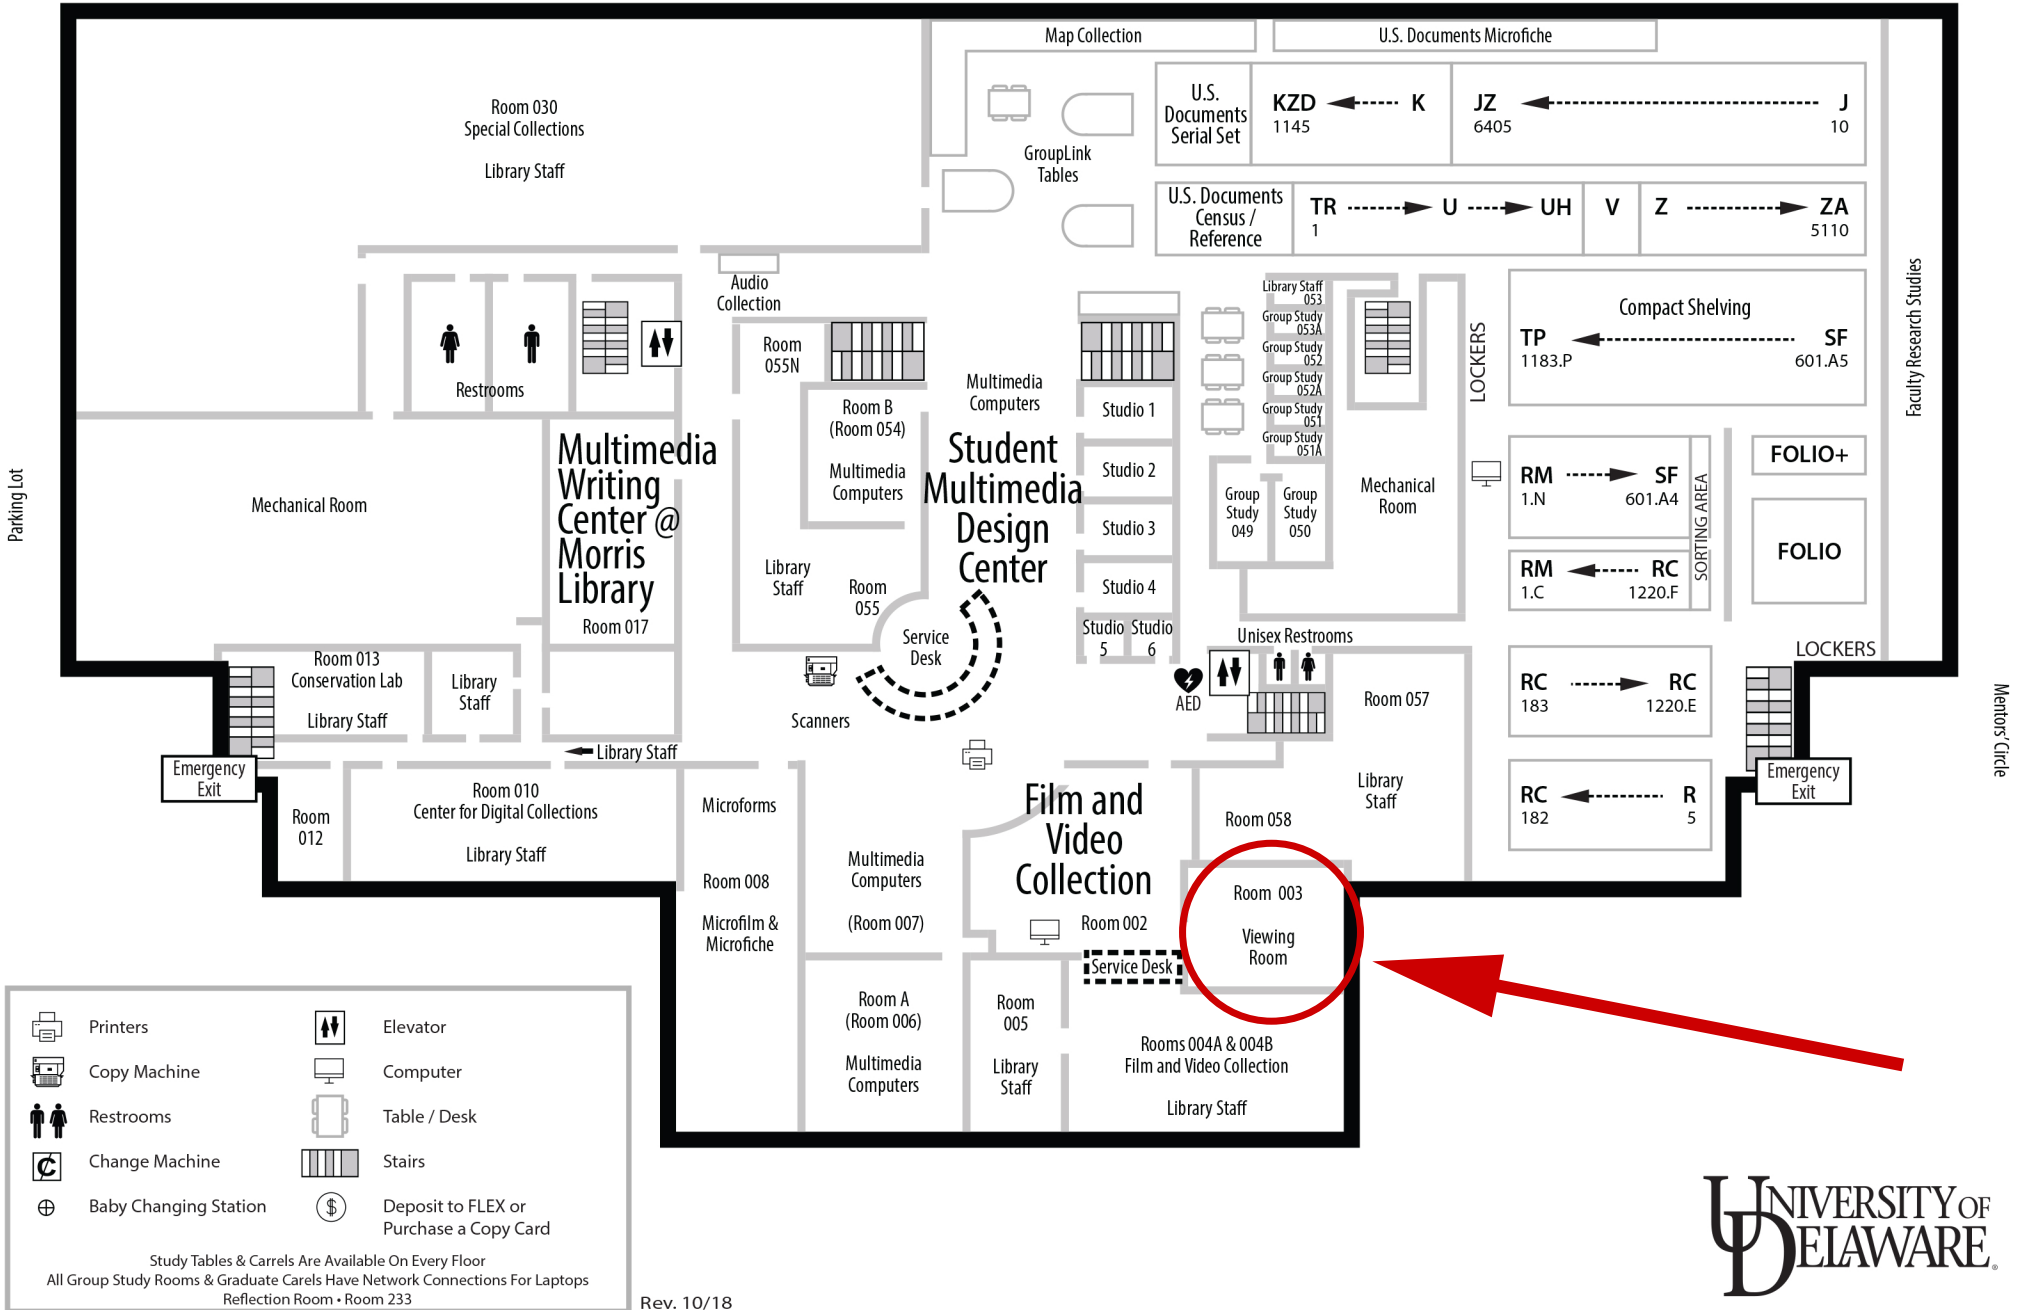 Map Collection
U.S. Documents Microfiche
Room 030
Special Collections
Library Staff
GroupLink
Tables
U.S.
Documents
Serial Set
KZD K
1145
JZ J
6405 10
U.S. Documents
Census /
Reference
TR U UH
1
V
Z ZA
5110
Audio
Collection
Restrooms
Room
055N
Room B
(Room 054)
Multimedia
Computers
Library
Staff
Room
055
Multimedia
Computers
Student
Multimedia
Design
Center
Service
Desk
Studio 1
Studio 2
Studio 3
Studio 4
Studio
5
Studio
6
Library Staff
053
Group Study
053A
Group Study
052
Group Study
052A
Group Study
051
Group Study
051A
Group
Study
049
Group
Study
050
Mechanical
Room
LOCKERS
Compact Shelving
TP SF
1183.P 601.A5
RM SF
1.N 601.A4
RM RC
1.C 1220.F
SORTING AREA
FOLIO+
FOLIO
LOCKERS
Faculty Research Studies
Mentors' Circle
Parking Lot
Mechanical Room
Multimedia
Writing
Center @
Morris
Library
Room 017
Room 013
Conservation Lab
Library Staff
Library
Staff
Library Staff
Scanners
Unisex Restrooms
AED
Room 057
Library
Staff
RC RC
183 1220.E
RC R
182 5
Emergency
Exit
Emergency
Exit
Room
012
Room 010
Center for Digital Collections
Library Staff
Microforms
Room 008
Microfilm &
Microfiche
Multimedia
Computers
(Room 007)
Film and
Video
Collection
Room 002
Service Desk
Room 058
Room 003
Viewing
Room
Room A
(Room 006)
Multimedia
Computers
Room
005
Library
Staff
Rooms 004A & 004B
Film and Video Collection
Library Staff
Printers
Copy Machine
Restrooms
Change Machine
Baby Changing Station
Elevator
Computer
Table / Desk
Stairs
Deposit to FLEX or
Purchase a Copy Card
Study Tables & Carrels Are Available On Every Floor
All Group Study Rooms & Graduate Carels Have Network Connections For Laptops
Reflection Room • Room 233
Rev. 10/18
UNIVERSITY OF
DELAWARE®